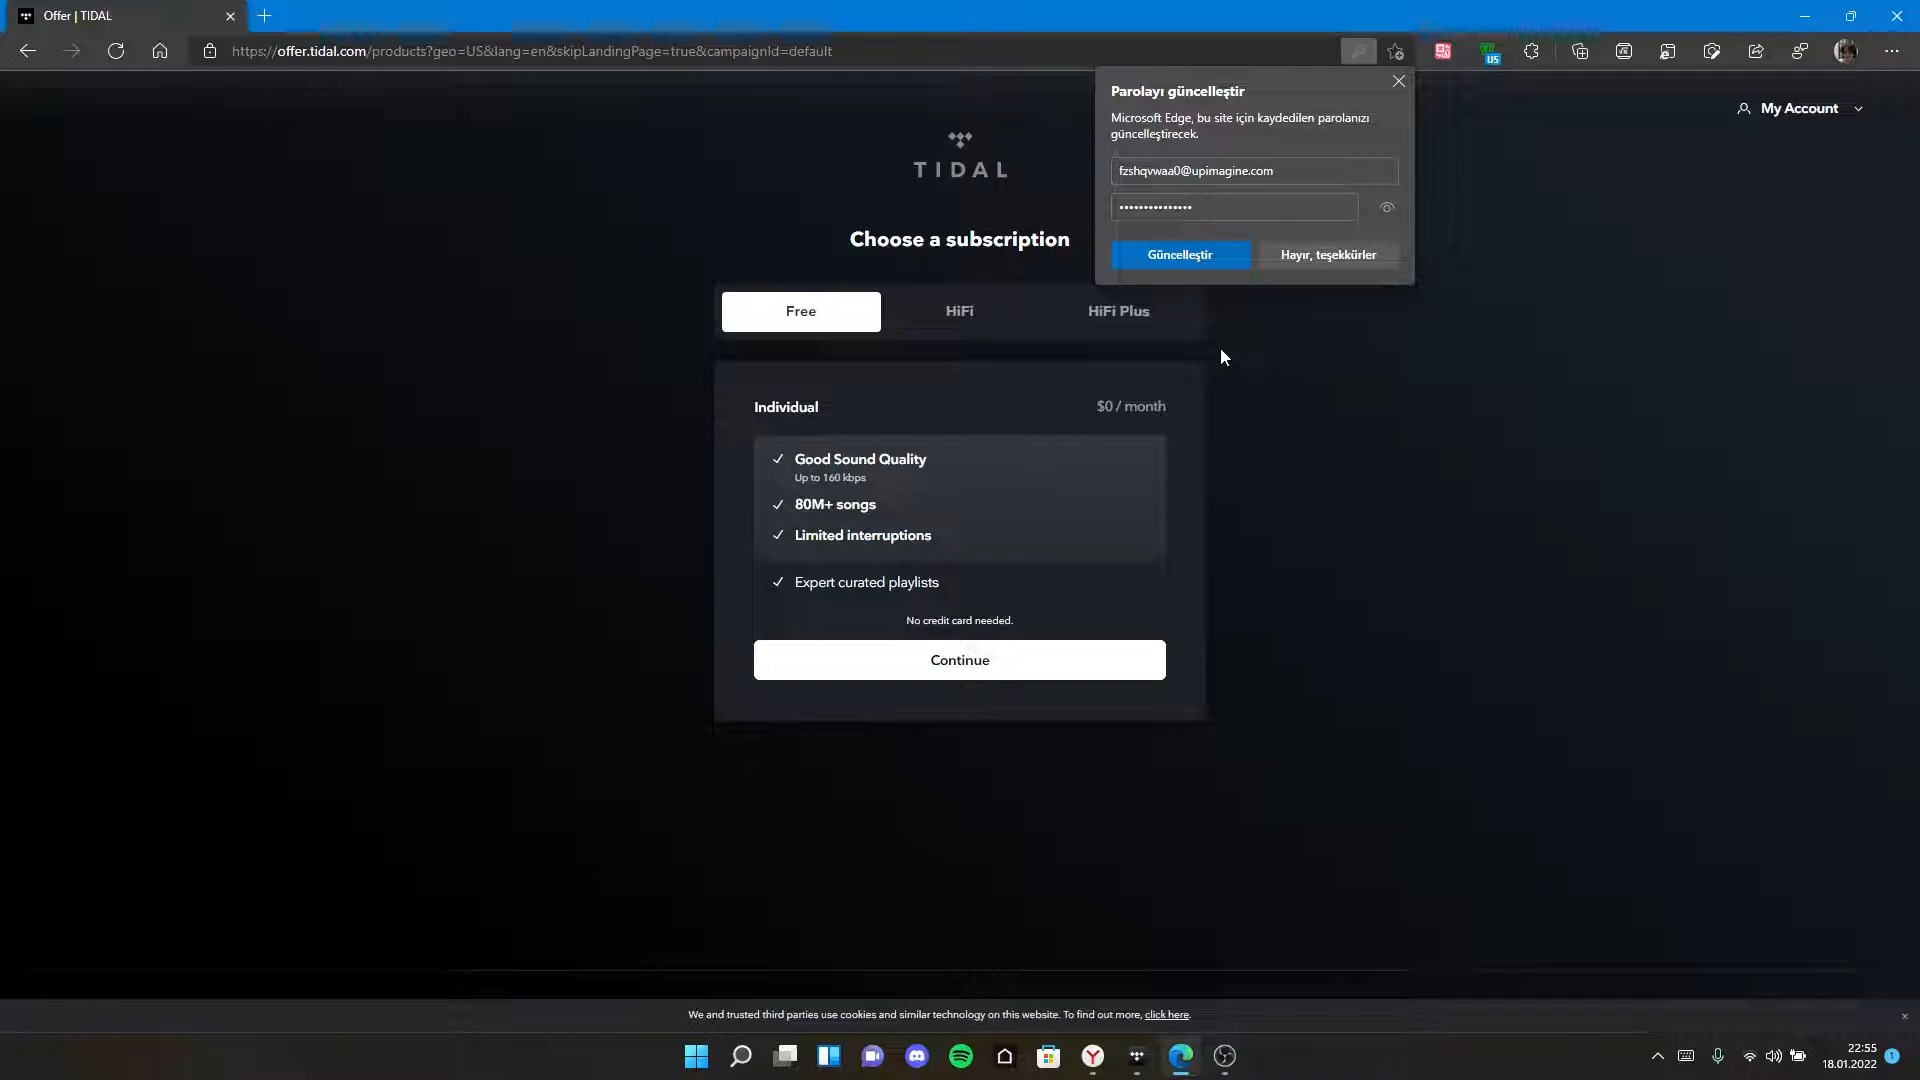 Offer | TIDAL
https://offer.tidal.com/products?geo=US&lang=en&skipLandingPage=true&campaignId=default
US
Parolayı güncelleştir
Microsoft Edge, bu site için kaydedilen parolanızı
güncelleştirecek.
fzshqvwaa0@upimagine.com
•••••••••••••••
Güncelleştir
Hayır, teşekkürler
My Account
TIDAL
Choose a subscription
Free
HiFi
HiFi Plus
Individual
$0 / month
Good Sound Quality
Up to 160 kbps
80M+ songs
Limited interruptions
Expert curated playlists
No credit card needed.
Continue
We and trusted third parties use cookies and similar technology on this website. To find out more, click here.
22:55
18.01.2022
1